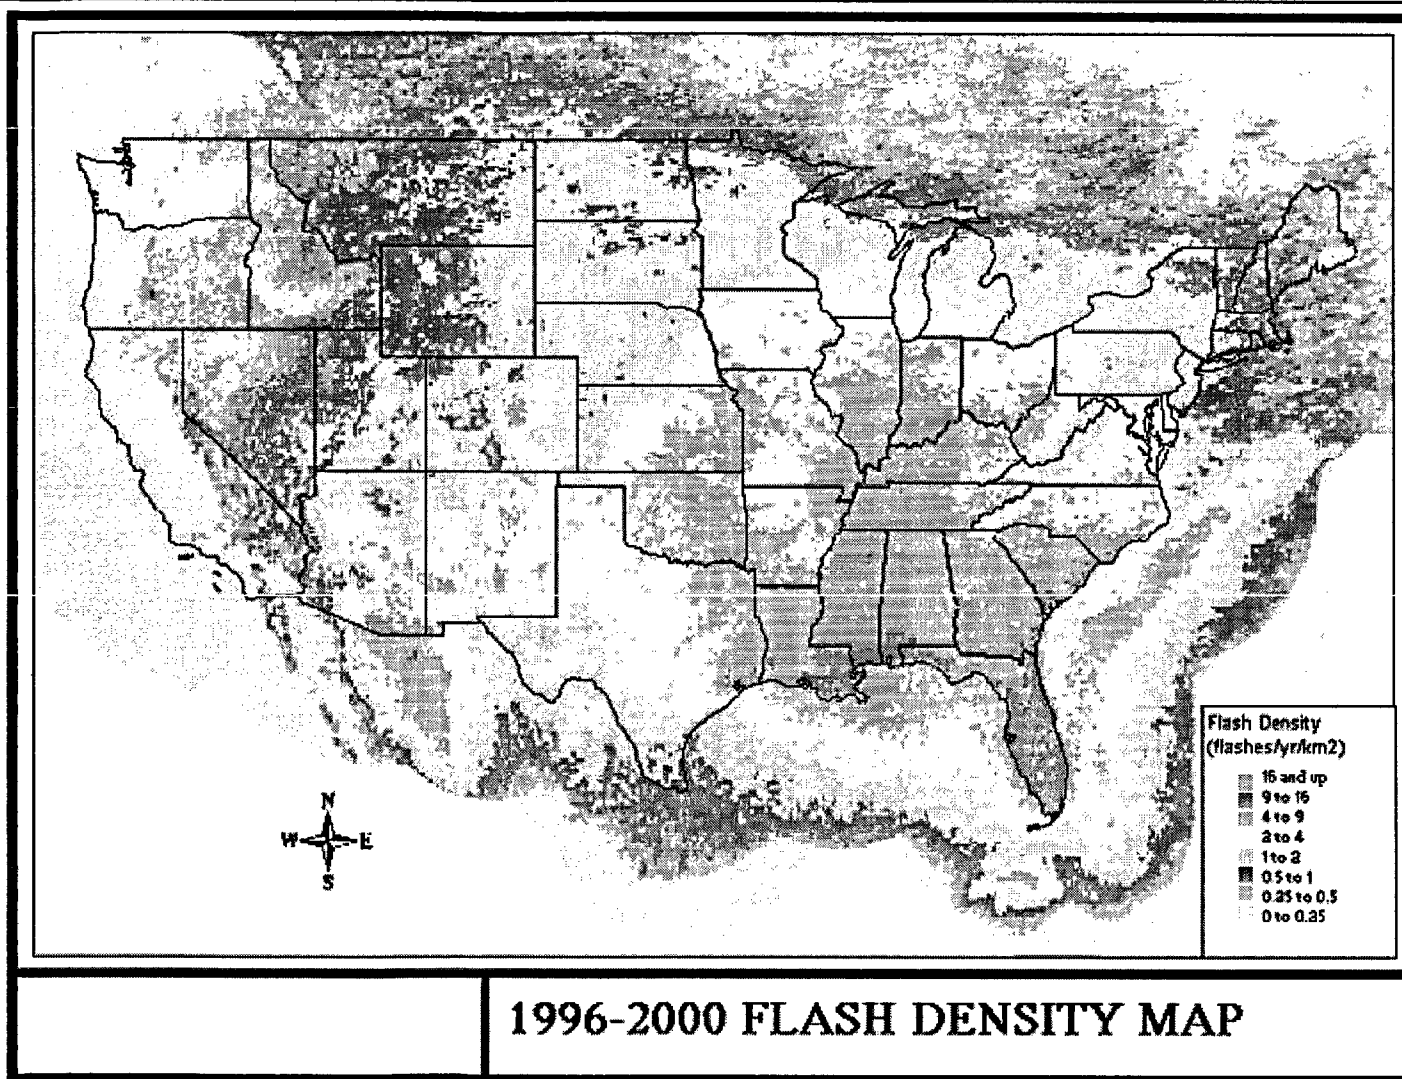 N
W E
S
Flash Density
(flashes/yr/km2)
16 and up
9 to 16
4 to 9
2 to 4
1 to 2
0.5 to 1
0.25 to 0.5
0 to 0.25
1996-2000 FLASH DENSITY MAP